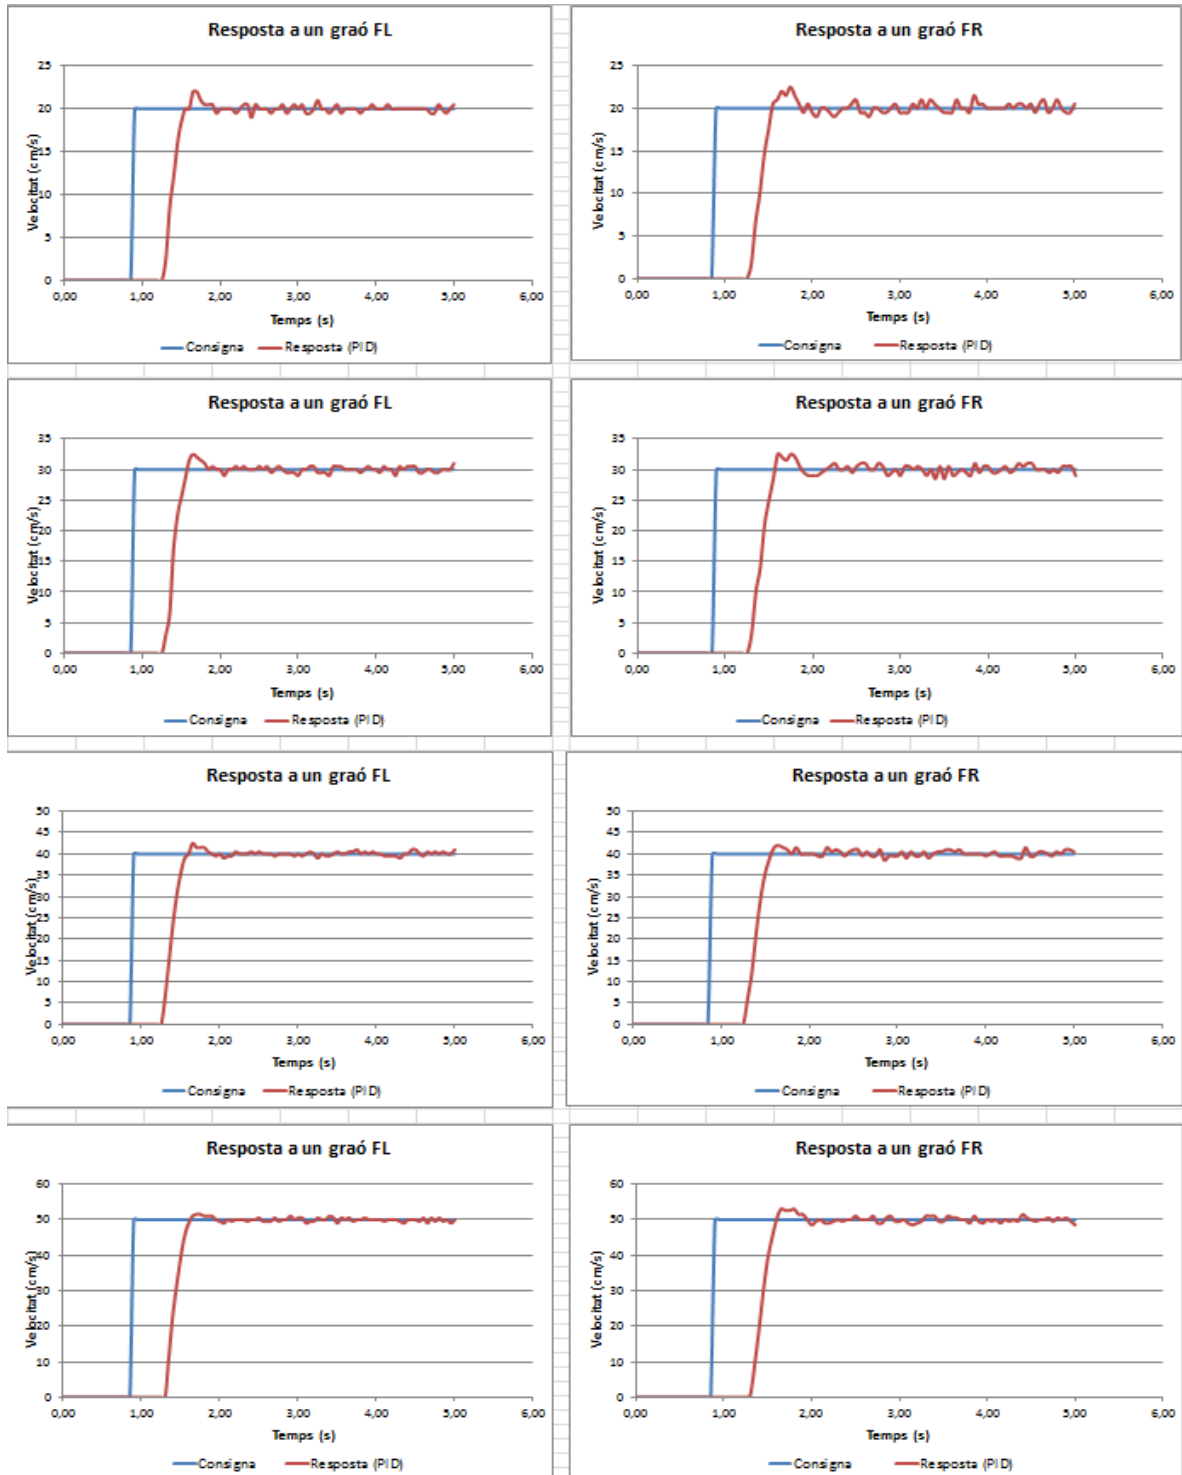 Resposta a un graó FL
Velocitat (cm/s)
25
20
15
10
5
0
0,00 1,00 2,00 3,00 4,00 5,00 6,00
Temps (s)
Consigna Resposta (PID)
Resposta a un graó FR
Velocitat (cm/s)
25
20
15
10
5
0
0,00 1,00 2,00 3,00 4,00 5,00 6,00
Temps (s)
Consigna Resposta (PID)
Resposta a un graó FL
Velocitat (cm/s)
35
30
25
20
15
10
5
0
0,00 1,00 2,00 3,00 4,00 5,00 6,00
Temps (s)
Consigna Resposta (PID)
Resposta a un graó FR
Velocitat (cm/s)
35
30
25
20
15
10
5
0
0,00 1,00 2,00 3,00 4,00 5,00 6,00
Temps (s)
Consigna Resposta (PID)
Resposta a un graó FL
Velocitat (cm/s)
50
45
40
35
30
25
20
15
10
5
0
0,00 1,00 2,00 3,00 4,00 5,00 6,00
Temps (s)
Consigna Resposta (PID)
Resposta a un graó FR
Velocitat (cm/s)
50
45
40
35
30
25
20
15
10
5
0
0,00 1,00 2,00 3,00 4,00 5,00 6,00
Temps (s)
Consigna Resposta (PID)
Resposta a un graó FL
Velocitat (cm/s)
60
50
40
30
20
10
0
0,00 1,00 2,00 3,00 4,00 5,00 6,00
Temps (s)
Consigna Resposta (PID)
Resposta a un graó FR
Velocitat (cm/s)
60
50
40
30
20
10
0
0,00 1,00 2,00 3,00 4,00 5,00 6,00
Temps (s)
Consigna Resposta (PID)